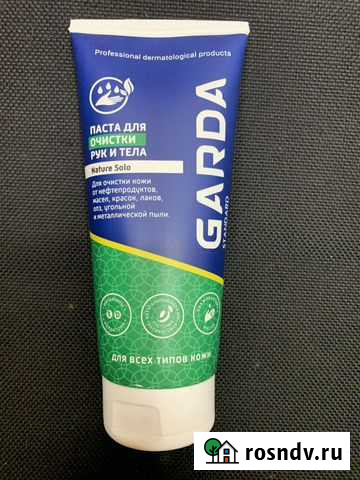 Professional dermatological products
ПАСТА ДЛЯ
ОЧИСТКИ
РУК И ТЕЛА
Nature Solo
Для очистки кожи
от нефтепродуктов,
масел, красок, лаков,
угольной
и металлической пыли.
GARDA
STANDARD
ДЛЯ ВСЕХ ТИПОВ КОЖИ
rosndv.ru